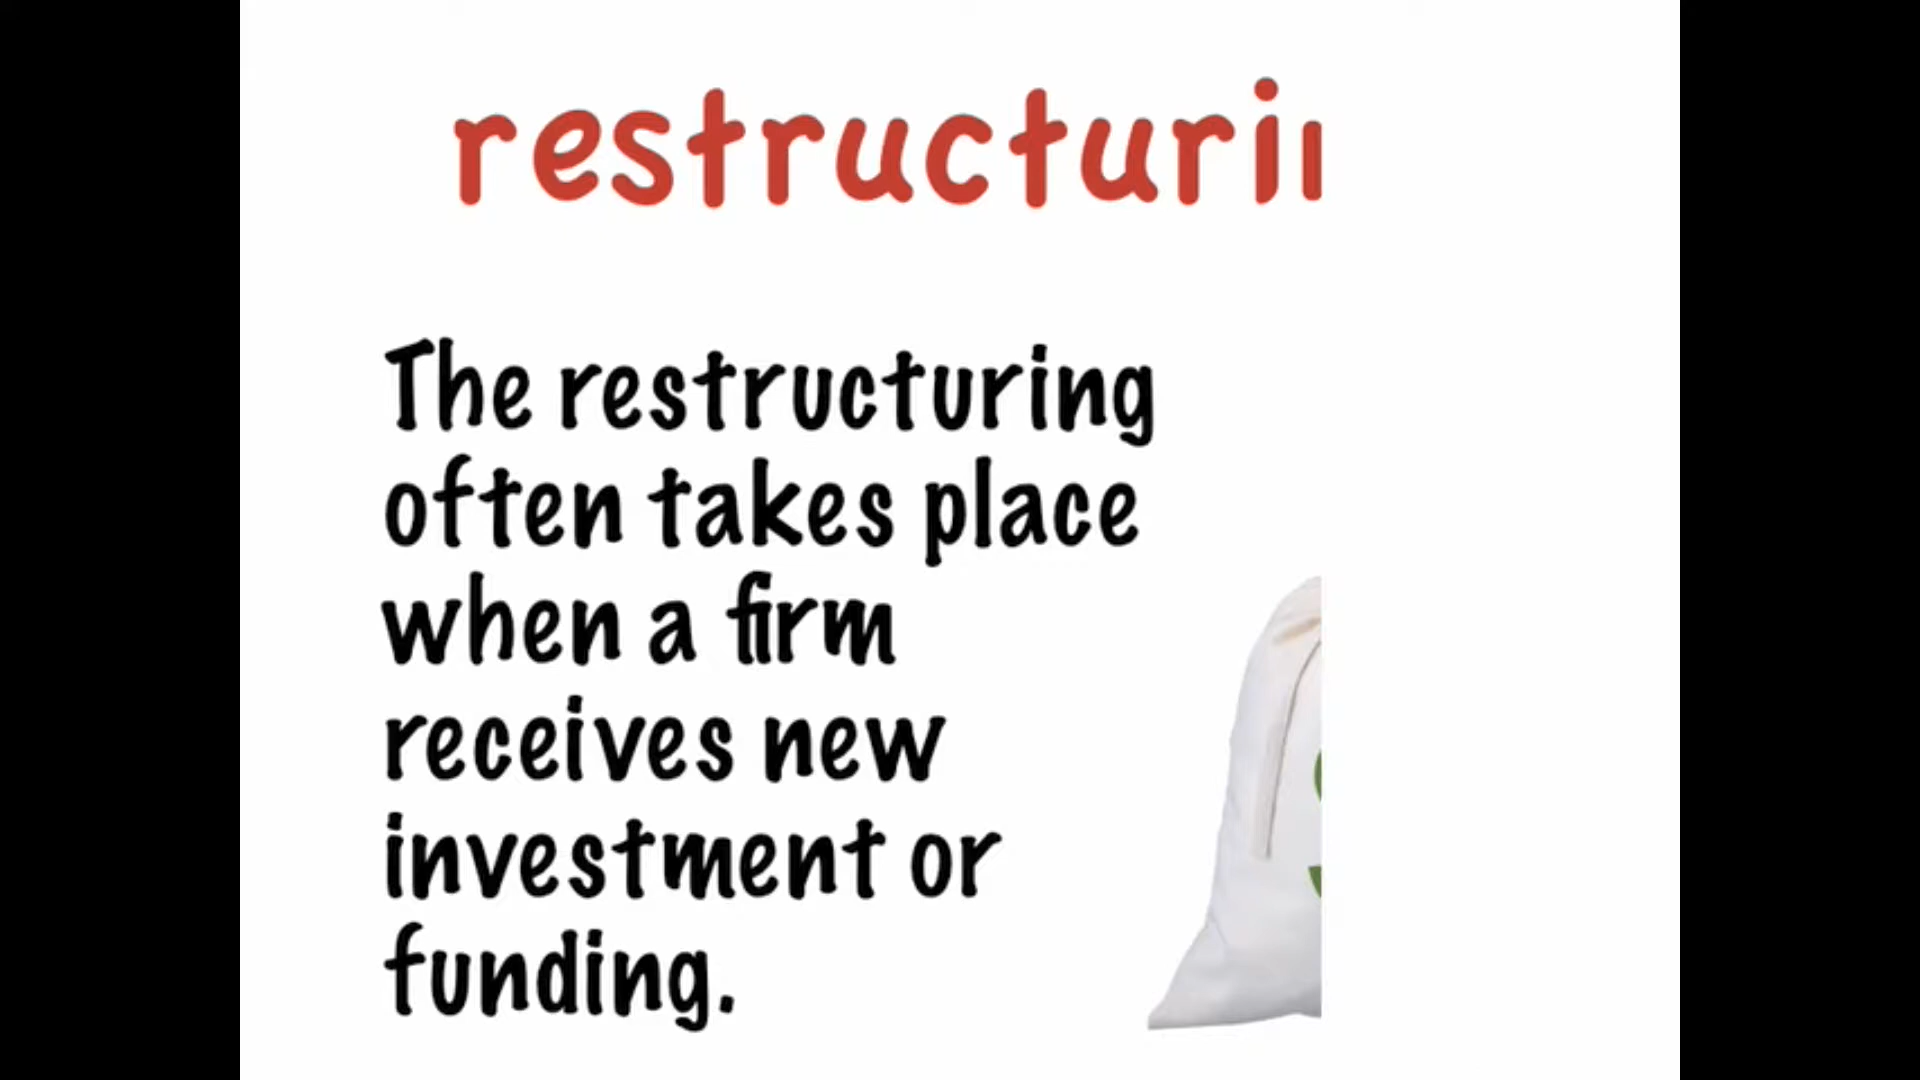 restructuri
The restructuring
often takes place
when a firm
receives new
investment or
funding.